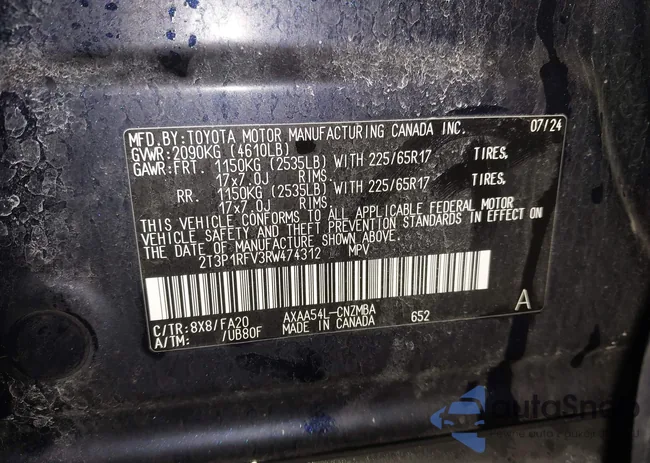 MFD.BY:TOYOTA MOTOR MANUFACTURING CANADA INC. 07/24
GVWR:2090KG (4610LB)
GAWR:FRT. 1150KG (2535LB) WITH 225/65R17 TIRES,
17x7.0J RIMS.
RR. 1150KG (2535LB) WITH 225/65R17 TIRES,
17x7.0J RIMS.
THIS VEHICLE CONFORMS TO ALL APPLICABLE FEDERAL MOTOR
VEHICLE SAFETY AND THEFT PREVENTION STANDARDS IN EFFECT ON
THE DATE OF MANUFACTURE SHOWN ABOVE.
2T3P1RFV3RW474312 MPV
A
C/TR:8X8/FA20 AXAA54L-CNZMBA 652
A/TM: /UB80F MADE IN CANADA